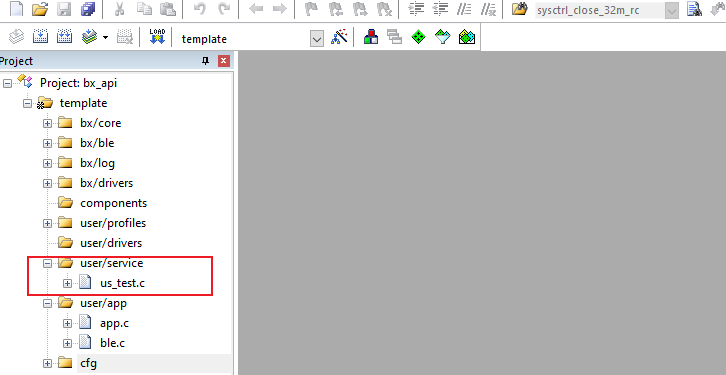 sysctrl_close_32m_rc
LOAD
template
Project
Project: bx_api
template
bx/core
bx/ble
bx/log
bx/drivers
components
user/profiles
user/drivers
user/service
us_test.c
user/app
app.c
ble.c
cfg